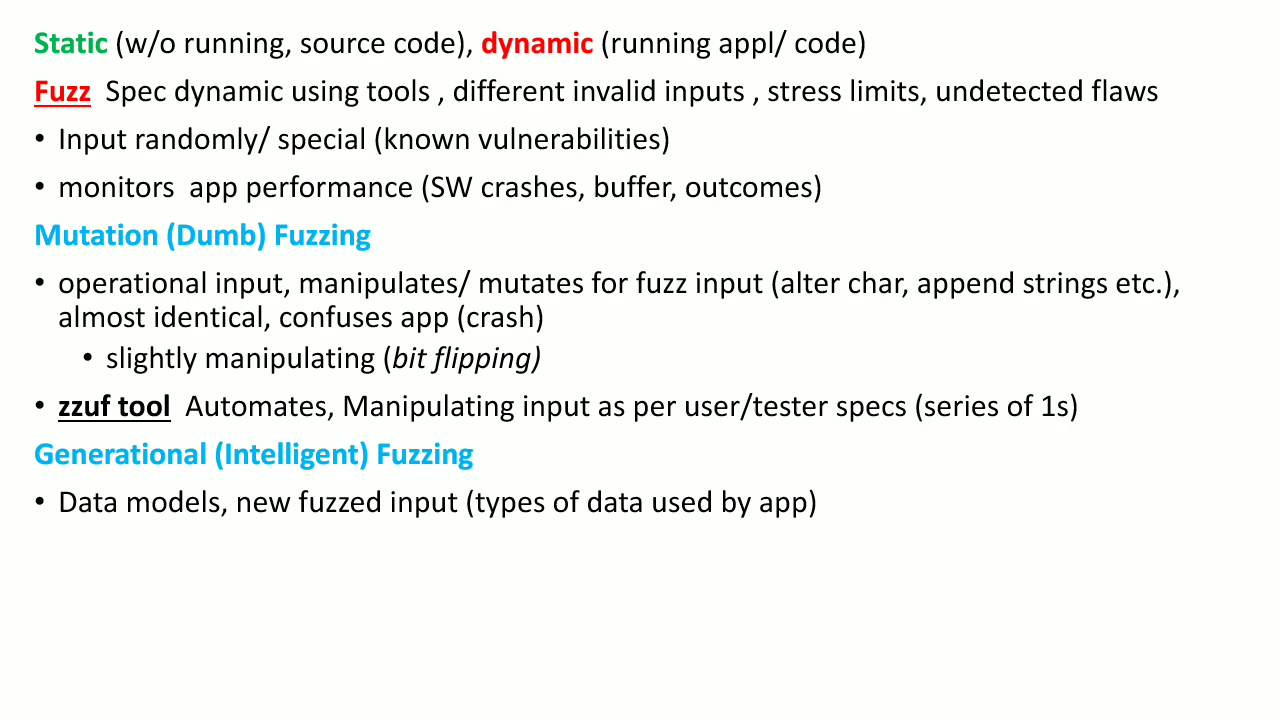 Static (w/o running, source code), dynamic (running appl/ code)
Fuzz Spec dynamic using tools , different invalid inputs , stress limits, undetected flaws
• Input randomly/ special (known vulnerabilities)
• monitors app performance (SW crashes, buffer, outcomes)
Mutation (Dumb) Fuzzing
• operational input, manipulates/ mutates for fuzz input (alter char, append strings etc.),
almost identical, confuses app (crash)
• slightly manipulating (bit flipping)
• zzuf tool Automates, Manipulating input as per user/tester specs (series of 1s)
Generational (Intelligent) Fuzzing
• Data models, new fuzzed input (types of data used by app)